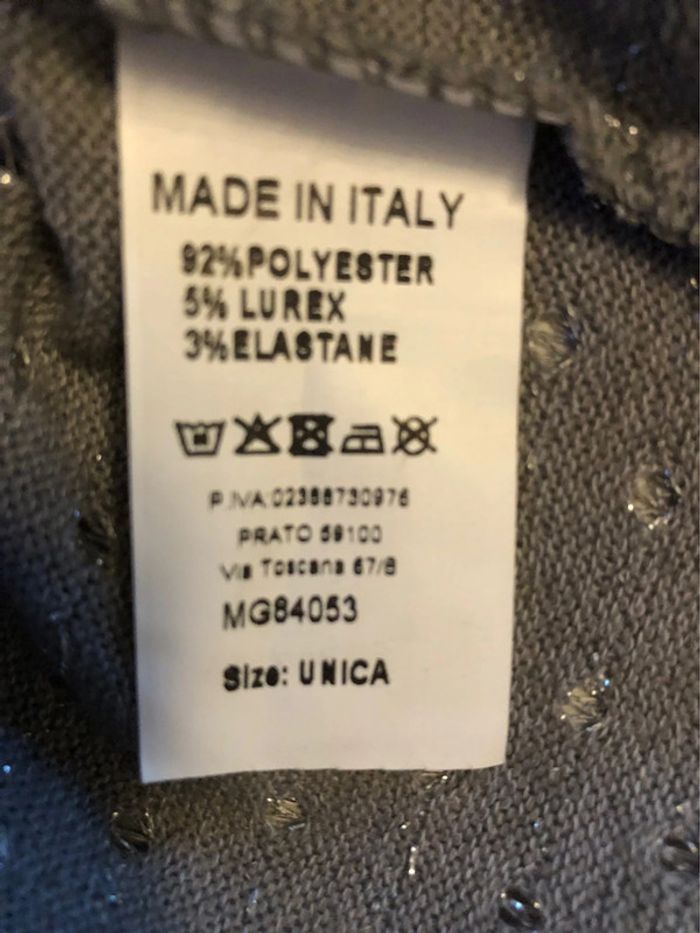 MADE IN ITALY
92%POLYESTER
5% LUREX
3%ELASTANE
P.IVA:02388730976
PRATO 59100
Via Toscana 67/B
MG84053
Size: UNICA